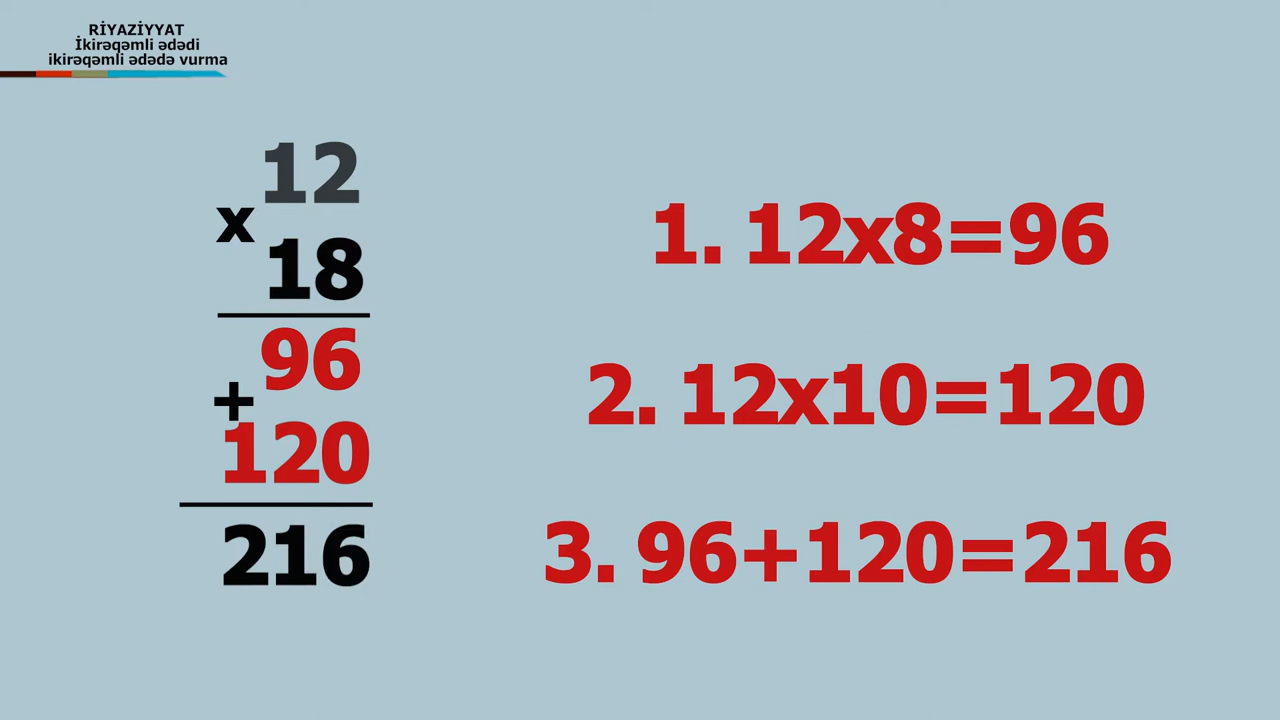 RİYAZİYYAT
İkirəqəmli ədədi
ikirəqəmli ədədə vurma
12
x
18
96
+
120
216
1. 12x8=96
2. 12x10=120
3. 96+120=216